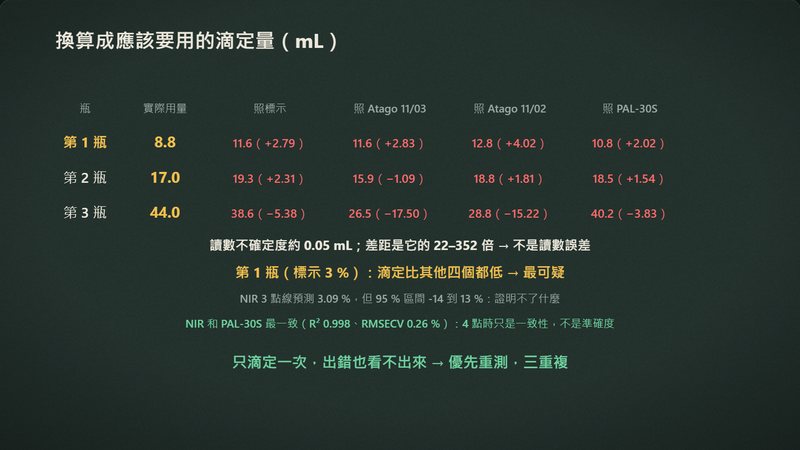 換算成應該要用的滴定量（mL）
瓶 實際用量 照標示 照 Atago 11/03 照 Atago 11/02 照 PAL-30S
第 1 瓶 8.8 11.6（+2.79） 11.6（+2.83） 12.8（+4.02） 10.8（+2.02）
第 2 瓶 17.0 19.3（+2.31） 15.9（−1.09） 18.8（+1.81） 18.5（+1.54）
第 3 瓶 44.0 38.6（−5.38） 26.5（−17.50） 28.8（−15.22） 40.2（−3.83）
讀數不確定度約 0.05 mL；差距是它的 22–352 倍 → 不是讀數誤差
第 1 瓶（標示 3 %）：滴定比其他四個都低 → 最可疑
NIR 3 點線預測 3.09 %，但 95 % 區間 -14 到 13 %：證明不了什麼
NIR 和 PAL-30S 最一致（R² 0.998、RMSECV 0.26 %）：4 點時只是一致性，不是準確度
只滴定一次，出錯也看不出來 → 優先重測，三重複